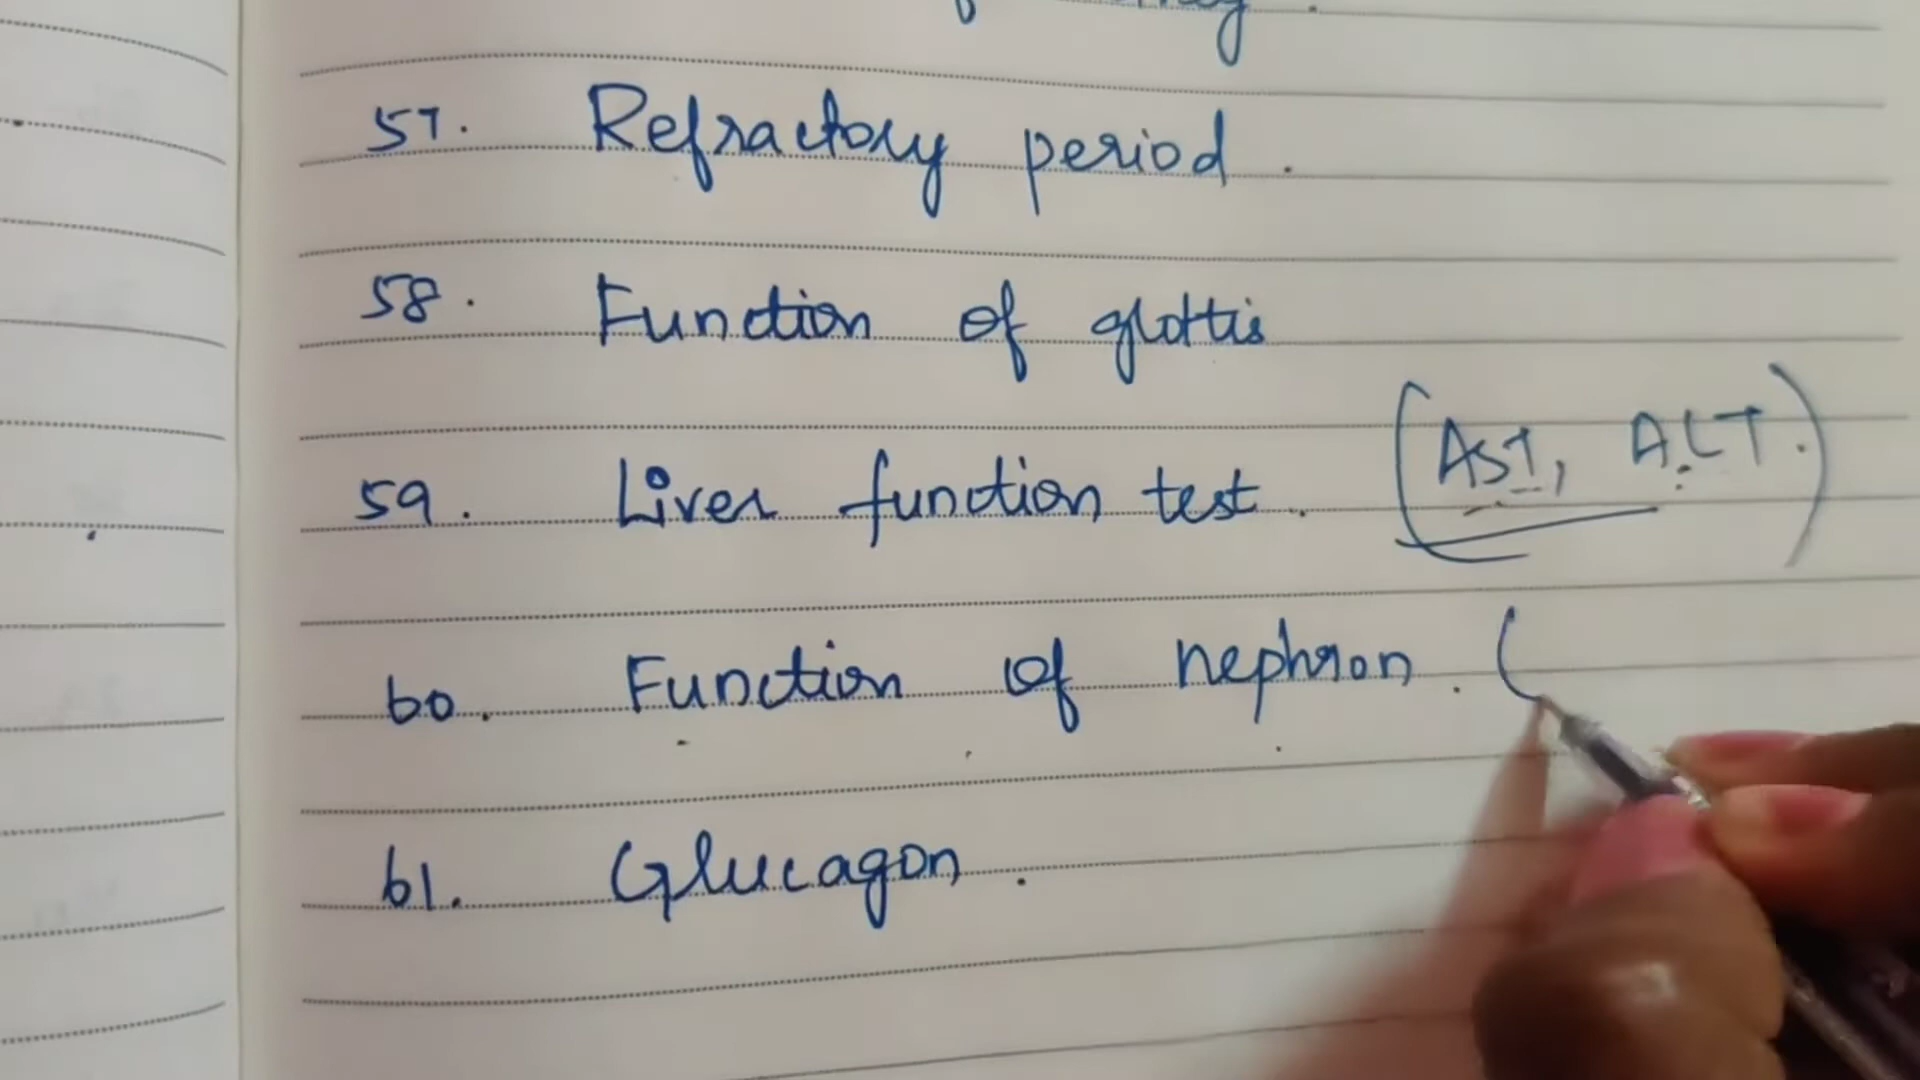 57. Refractory period.
58. Function of glottis
59. Liver function test. (AST, ALT.)
60. Function of nephron. (
61. Glucagon.